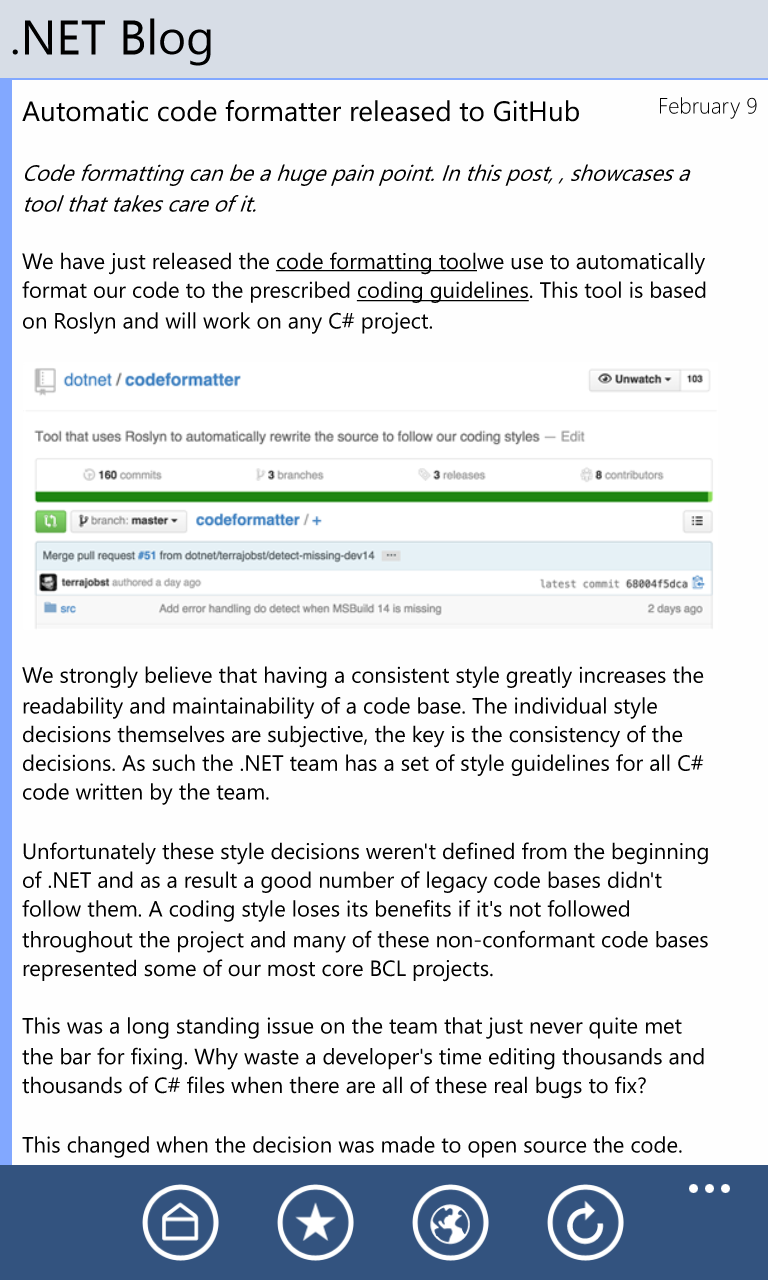 .NET Blog
Automatic code formatter released to GitHub
February 9
Code formatting can be a huge pain point. In this post, , showcases a
tool that takes care of it.
We have just released the code formatting toolwe use to automatically
format our code to the prescribed coding guidelines. This tool is based
on Roslyn and will work on any C# project.
dotnet / codeformatter
Unwatch 103
Tool that uses Roslyn to automatically rewrite the source to follow our coding styles — Edit
160 commits 3 branches 3 releases 8 contributors
branch: master codeformatter / +
Merge pull request #51 from dotnet/terrajobst/detect-missing-dev14 ...
terrajobst authored a day ago latest commit 68004f5dca
src Add error handling do detect when MSBuild 14 is missing 2 days ago
We strongly believe that having a consistent style greatly increases the
readability and maintainability of a code base. The individual style
decisions themselves are subjective, the key is the consistency of the
decisions. As such the .NET team has a set of style guidelines for all C#
code written by the team.
Unfortunately these style decisions weren't defined from the beginning
of .NET and as a result a good number of legacy code bases didn't
follow them. A coding style loses its benefits if it's not followed
throughout the project and many of these non-conformant code bases
represented some of our most core BCL projects.
This was a long standing issue on the team that just never quite met
the bar for fixing. Why waste a developer's time editing thousands and
thousands of C# files when there are all of these real bugs to fix?
This changed when the decision was made to open source the code.